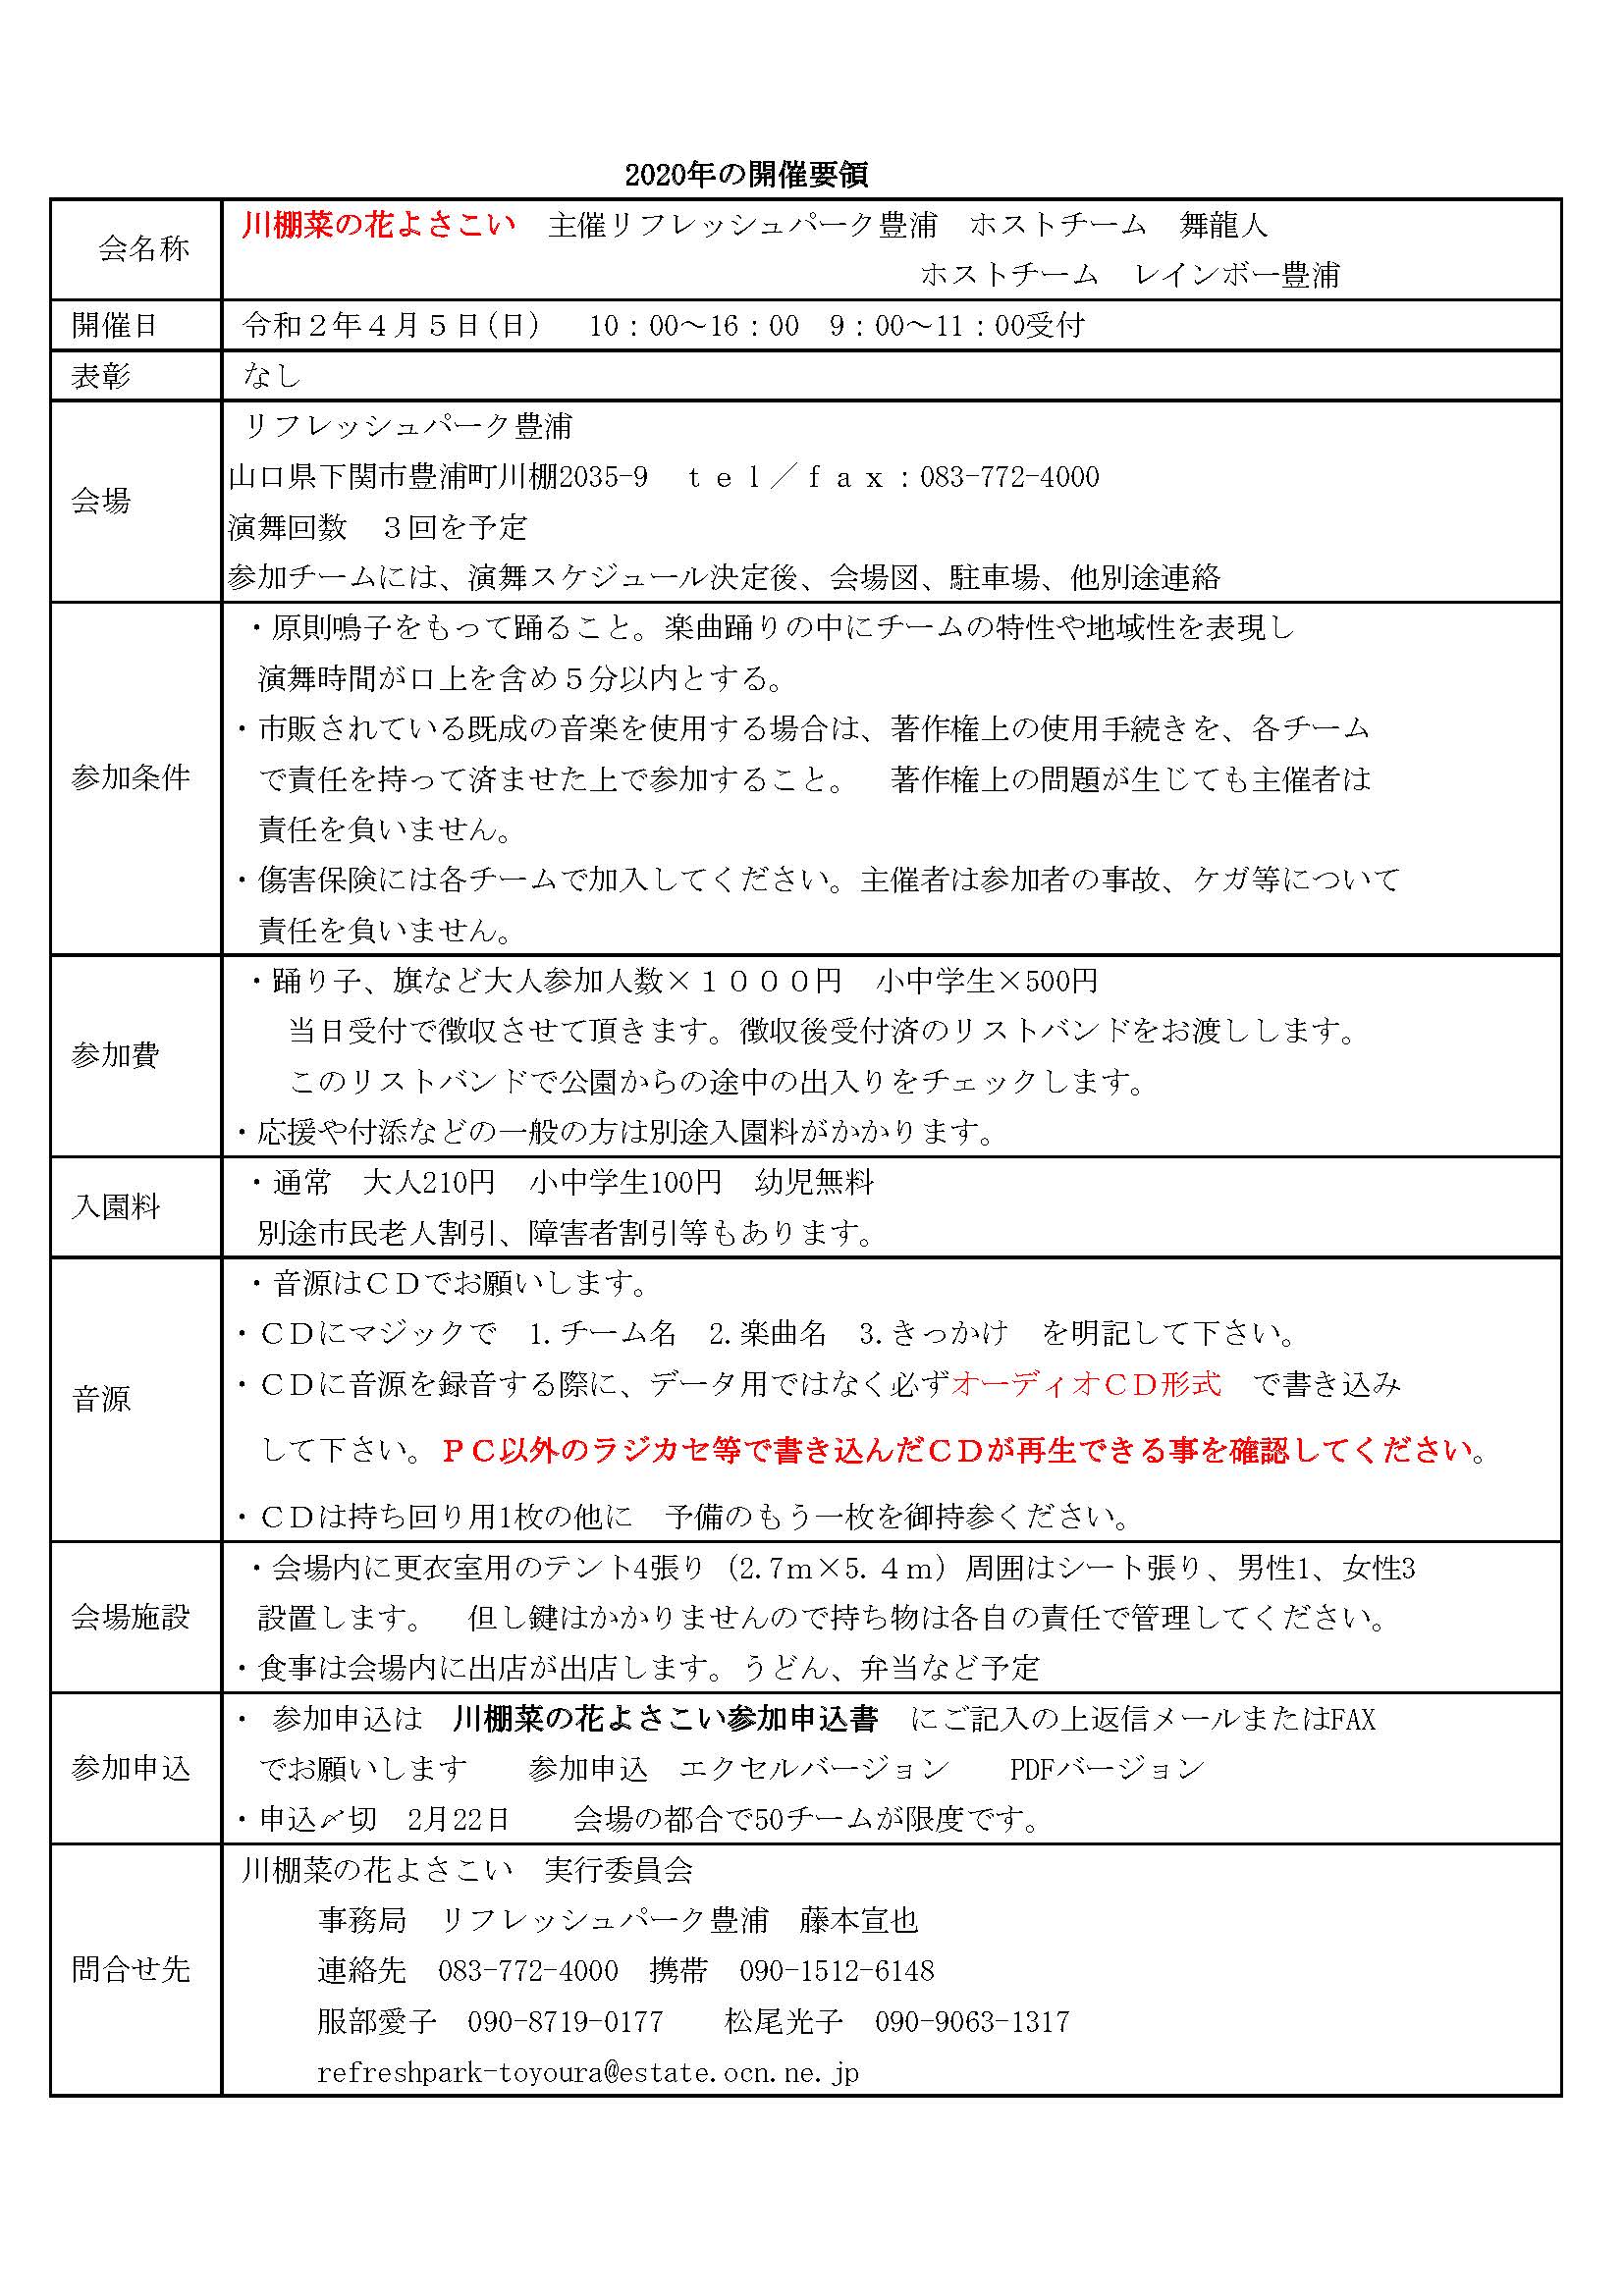 2020年の開催要領
会名称
川棚菜の花よさこい　主催リフレッシュパーク豊浦　ホストチーム　舞龍人
ホストチーム　レインボー豊浦
開催日
令和２年４月５日(日)　10：00～16：00　9：00～11：00受付
表彰
なし
会場
リフレッシュパーク豊浦
山口県下関市豊浦町川棚2035-9　ｔｅｌ／ｆａｘ：083-772-4000
演舞回数　３回を予定
参加チームには、演舞スケジュール決定後、会場図、駐車場、他別途連絡
参加条件
・原則鳴子をもって踊ること。楽曲踊りの中にチームの特性や地域性を表現し
演舞時間が口上を含め５分以内とする。
・市販されている既成の音楽を使用する場合は、著作権上の使用手続きを、各チーム
で責任を持って済ませた上で参加すること。　著作権上の問題が生じても主催者は
責任を負いません。
・傷害保険には各チームで加入してください。主催者は参加者の事故、ケガ等について
責任を負いません。
参加費
・踊り子、旗など大人参加人数×１０００円　小中学生×500円
当日受付で徴収させて頂きます。徴収後受付済のリストバンドをお渡しします。
このリストバンドで公園からの途中の出入りをチェックします。
・応援や付添などの一般の方は別途入園料がかかります。
入園料
・通常　大人210円　小中学生100円　幼児無料
別途市民老人割引、障害者割引等もあります。
音源
・音源はＣＤでお願いします。
・ＣＤにマジックで　1.チーム名　2.楽曲名　3.きっかけ　を明記して下さい。
・ＣＤに音源を録音する際に、データ用ではなく必ずオーディオＣＤ形式　で書き込み
して下さい。ＰＣ以外のラジカセ等で書き込んだＣＤが再生できる事を確認してください。
・ＣＤは持ち回り用1枚の他に　予備のもう一枚を御持参ください。
会場施設
・会場内に更衣室用のテント4張り（2.7ｍ×5.４ｍ）周囲はシート張り、男性1、女性3
設置します。　但し鍵はかかりませんので持ち物は各自の責任で管理してください。
・食事は会場内に出店が出店します。うどん、弁当など予定
参加申込
・ 参加申込は　川棚菜の花よさこい参加申込書　にご記入の上返信メールまたはFAX
でお願いします　　参加申込　エクセルバージョン　　PDFバージョン
・申込〆切　2月22日　　会場の都合で50チームが限度です。
問合せ先
川棚菜の花よさこい　実行委員会
事務局　リフレッシュパーク豊浦　藤本宣也
連絡先　083-772-4000　携帯　090-1512-6148
服部愛子　090-8719-0177　　松尾光子　090-9063-1317
refreshpark-toyoura@estate.ocn.ne.jp